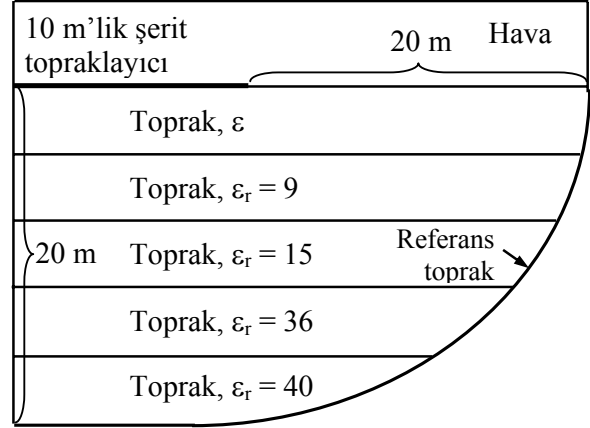 10 m’lik şerit
topraklayıcı
20 m
Hava
Toprak, ε
Toprak, εᵣ = 9
20 m
Toprak, εᵣ = 15
Referans
toprak
Toprak, εᵣ = 36
Toprak, εᵣ = 40